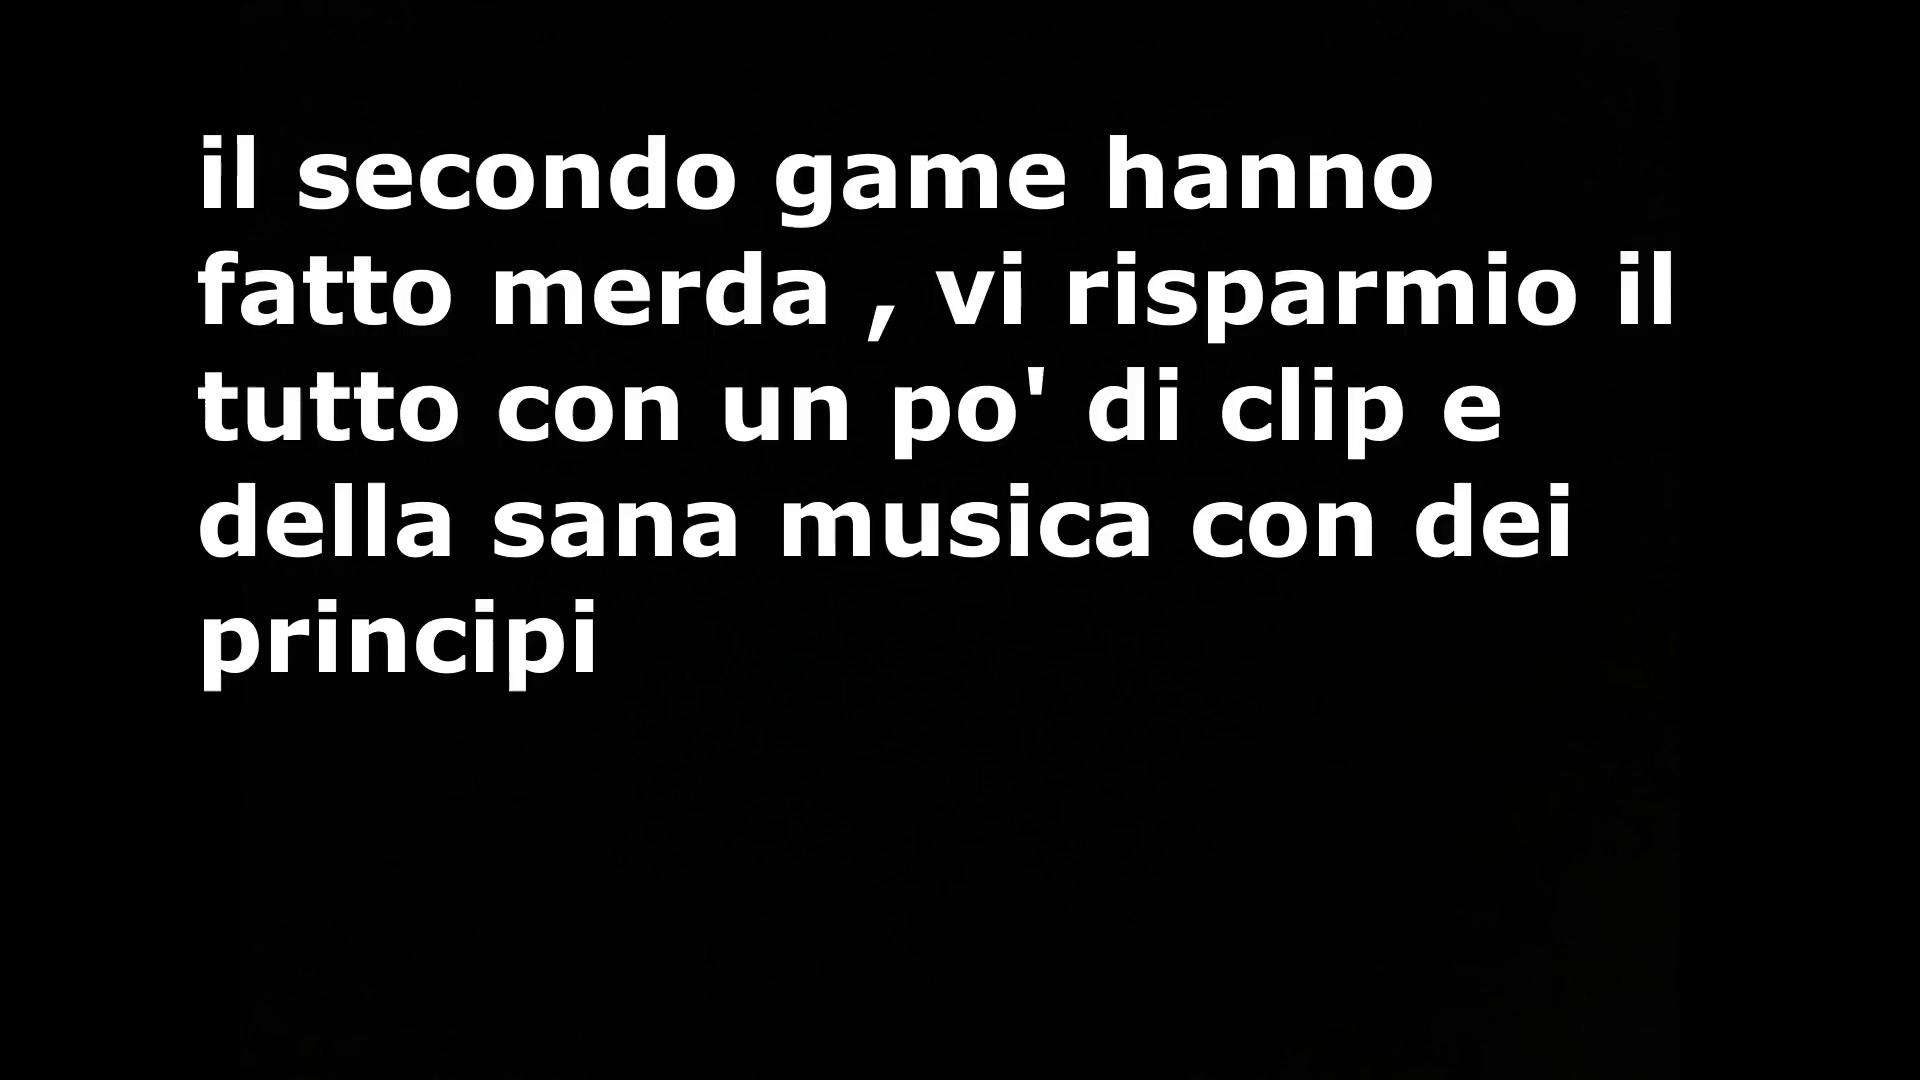 il secondo game hanno
fatto merda , vi risparmio il
tutto con un po' di clip e
della sana musica con dei
principi